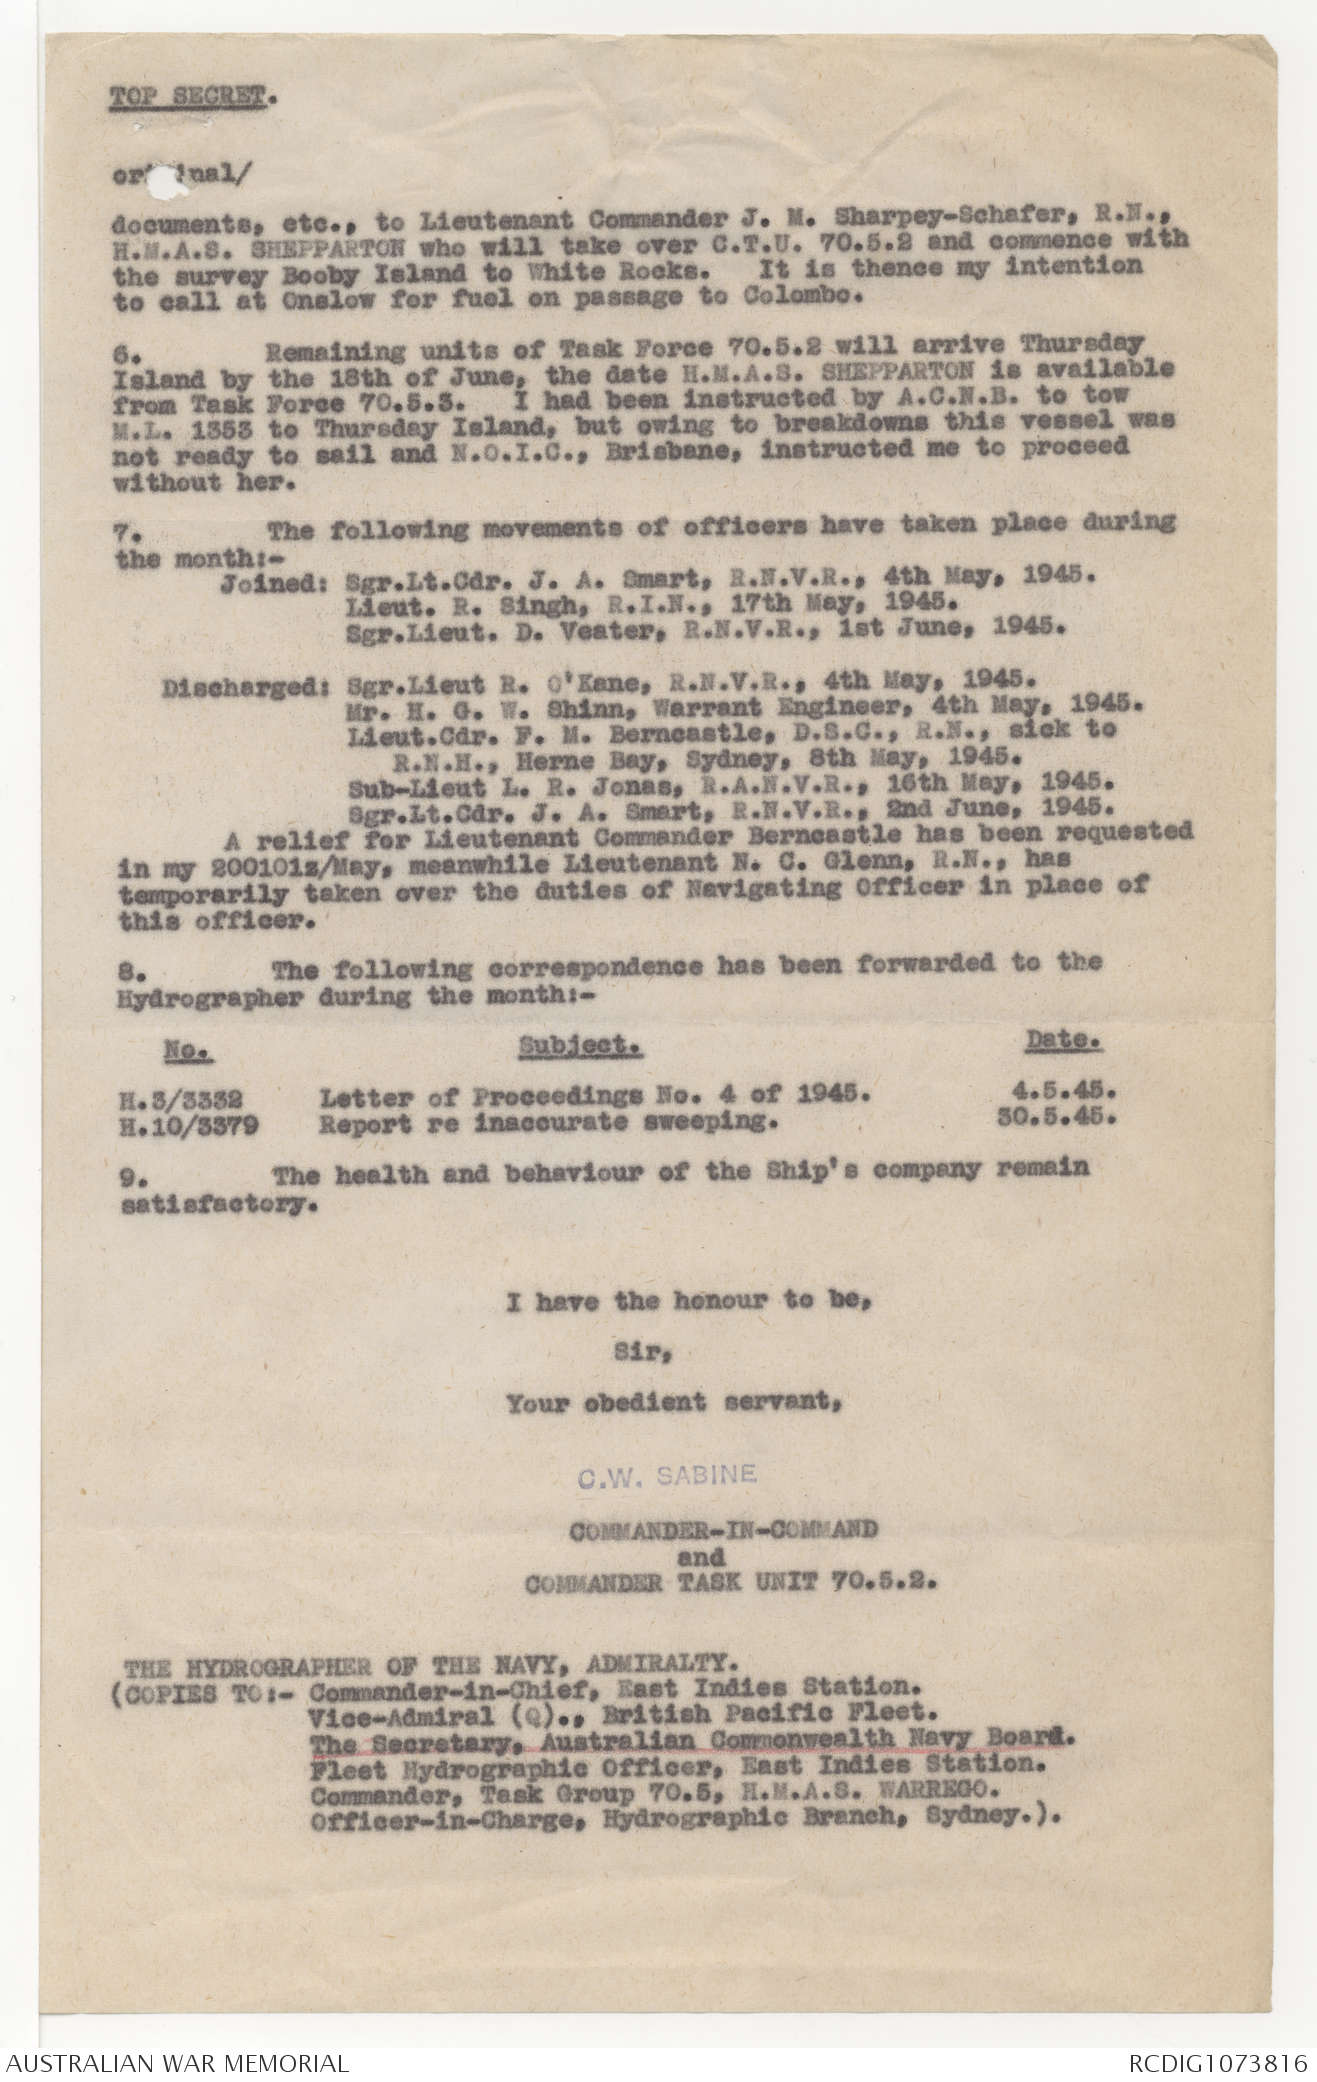 TOP SECRET.
original/
documents, etc., to Lieutenant Commander J. M. Sharpey-Schafer, R.N.,
H.M.A.S. SHEPPARTON who will take over C.T.U. 70.5.2 and commence with
the survey Booby Island to White Rocks. It is thence my intention
to call at Onslow for fuel on passage to Colombo.
6. Remaining units of Task Force 70.5.2 will arrive Thursday
Island by the 18th of June, the date H.M.A.S. SHEPPARTON is available
from Task Force 70.5.3. I had been instructed by A.C.N.B. to tow
M.L. 1353 to Thursday Island, but owing to breakdowns this vessel was
not ready to sail and N.O.I.C., Brisbane, instructed me to proceed
without her.
7. The following movements of officers have taken place during
the month:-
Joined: Sgr.Lt.Cdr. J. A. Smart, R.N.V.R., 4th May, 1945.
Lieut. R. Singh, R.I.N., 17th May, 1945.
Sgr.Lieut. D. Veater, R.N.V.R., 1st June, 1945.
Discharged: Sgr.Lieut R. O'Kane, R.N.V.R., 4th May, 1945.
Mr. H. G. W. Shinn, Warrant Engineer, 4th May, 1945.
Lieut.Cdr. F. M. Berncastle, D.S.C., R.N., sick to
R.N.H., Herne Bay, Sydney, 8th May, 1945.
Sub-Lieut L. R. Jonas, R.A.N.V.R., 16th May, 1945.
Sgr.Lt.Cdr. J. A. Smart, R.N.V.R., 2nd June, 1945.
A relief for Lieutenant Commander Berncastle has been requested
in my 200101z/May, meanwhile Lieutenant N. C. Glenn, R.N., has
temporarily taken over the duties of Navigating Officer in place of
this officer.
8. The following correspondence has been forwarded to the
Hydrographer during the month:-
No. Subject. Date.
H.3/3332 Letter of Proceedings No. 4 of 1945. 4.5.45.
H.10/3379 Report re inaccurate sweeping. 30.5.45.
9. The health and behaviour of the Ship's company remain
satisfactory.
I have the honour to be,
Sir,
Your obedient servant,
C.W. SABINE
COMMANDER-IN-COMMAND
and
COMMANDER TASK UNIT 70.5.2.
THE HYDROGRAPHER OF THE NAVY, ADMIRALTY.
(COPIES TO:- Commander-in-Chief, East Indies Station.
Vice-Admiral (Q)., British Pacific Fleet.
The Secretary, Australian Commonwealth Navy Board.
Fleet Hydrographic Officer, East Indies Station.
Commander, Task Group 70.5, H.M.A.S. WARREGO.
Officer-in-Charge, Hydrographic Branch, Sydney.).
AUSTRALIAN WAR MEMORIAL RCDIG1073816